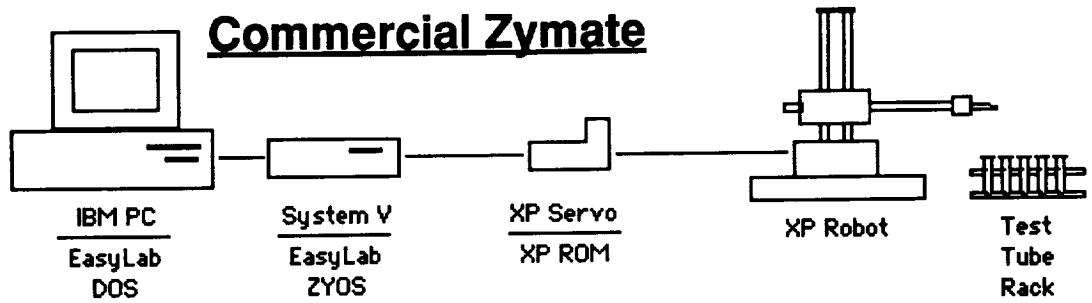 Commercial Zymate
IBM PC
EasyLab
DOS
System V
EasyLab
ZYOS
XP Servo
XP ROM
XP Robot
Test
Tube
Rack